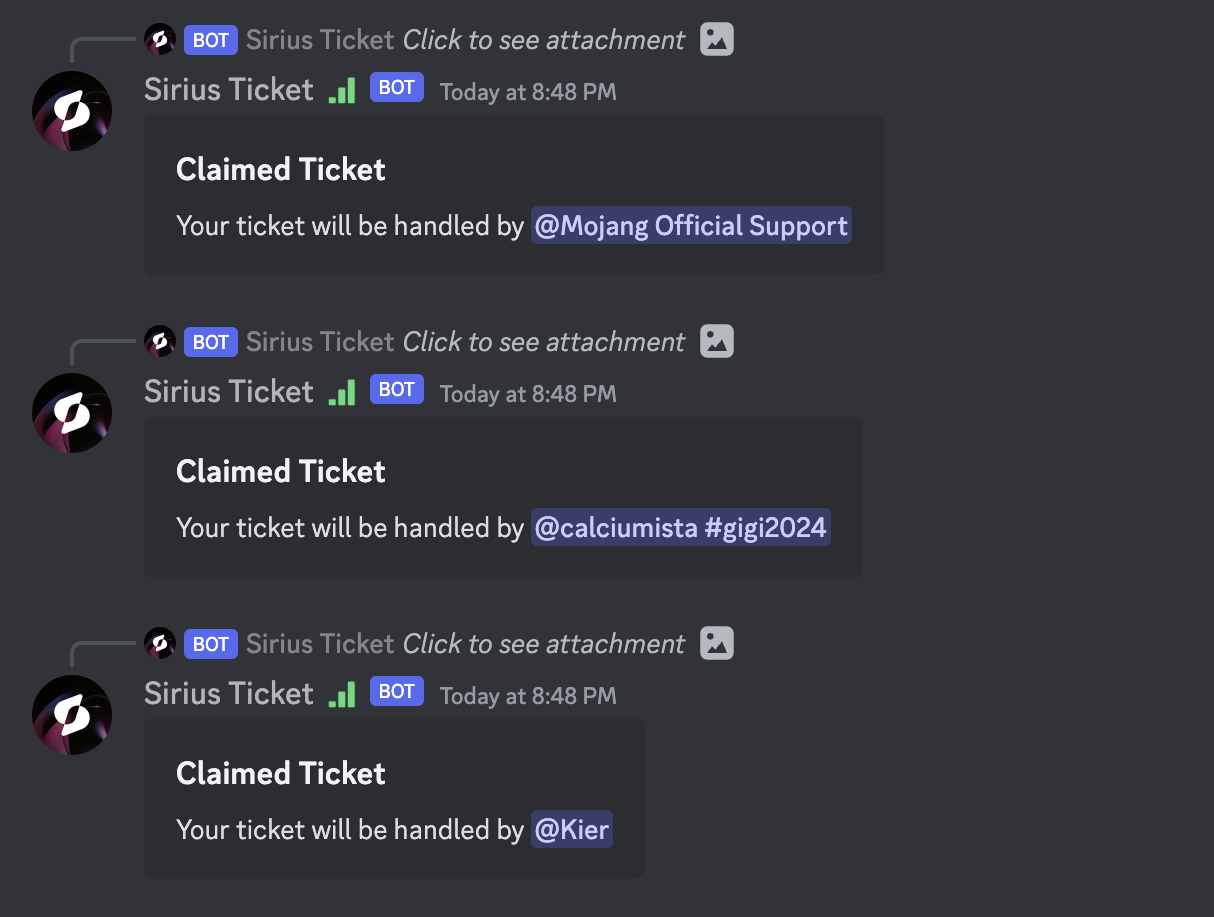 BOT Sirius Ticket Click to see attachment
Sirius Ticket BOT Today at 8:48 PM
Claimed Ticket
Your ticket will be handled by @Mojang Official Support
BOT Sirius Ticket Click to see attachment
Sirius Ticket BOT Today at 8:48 PM
Claimed Ticket
Your ticket will be handled by @calciumista #gigi2024
BOT Sirius Ticket Click to see attachment
Sirius Ticket BOT Today at 8:48 PM
Claimed Ticket
Your ticket will be handled by @Kier